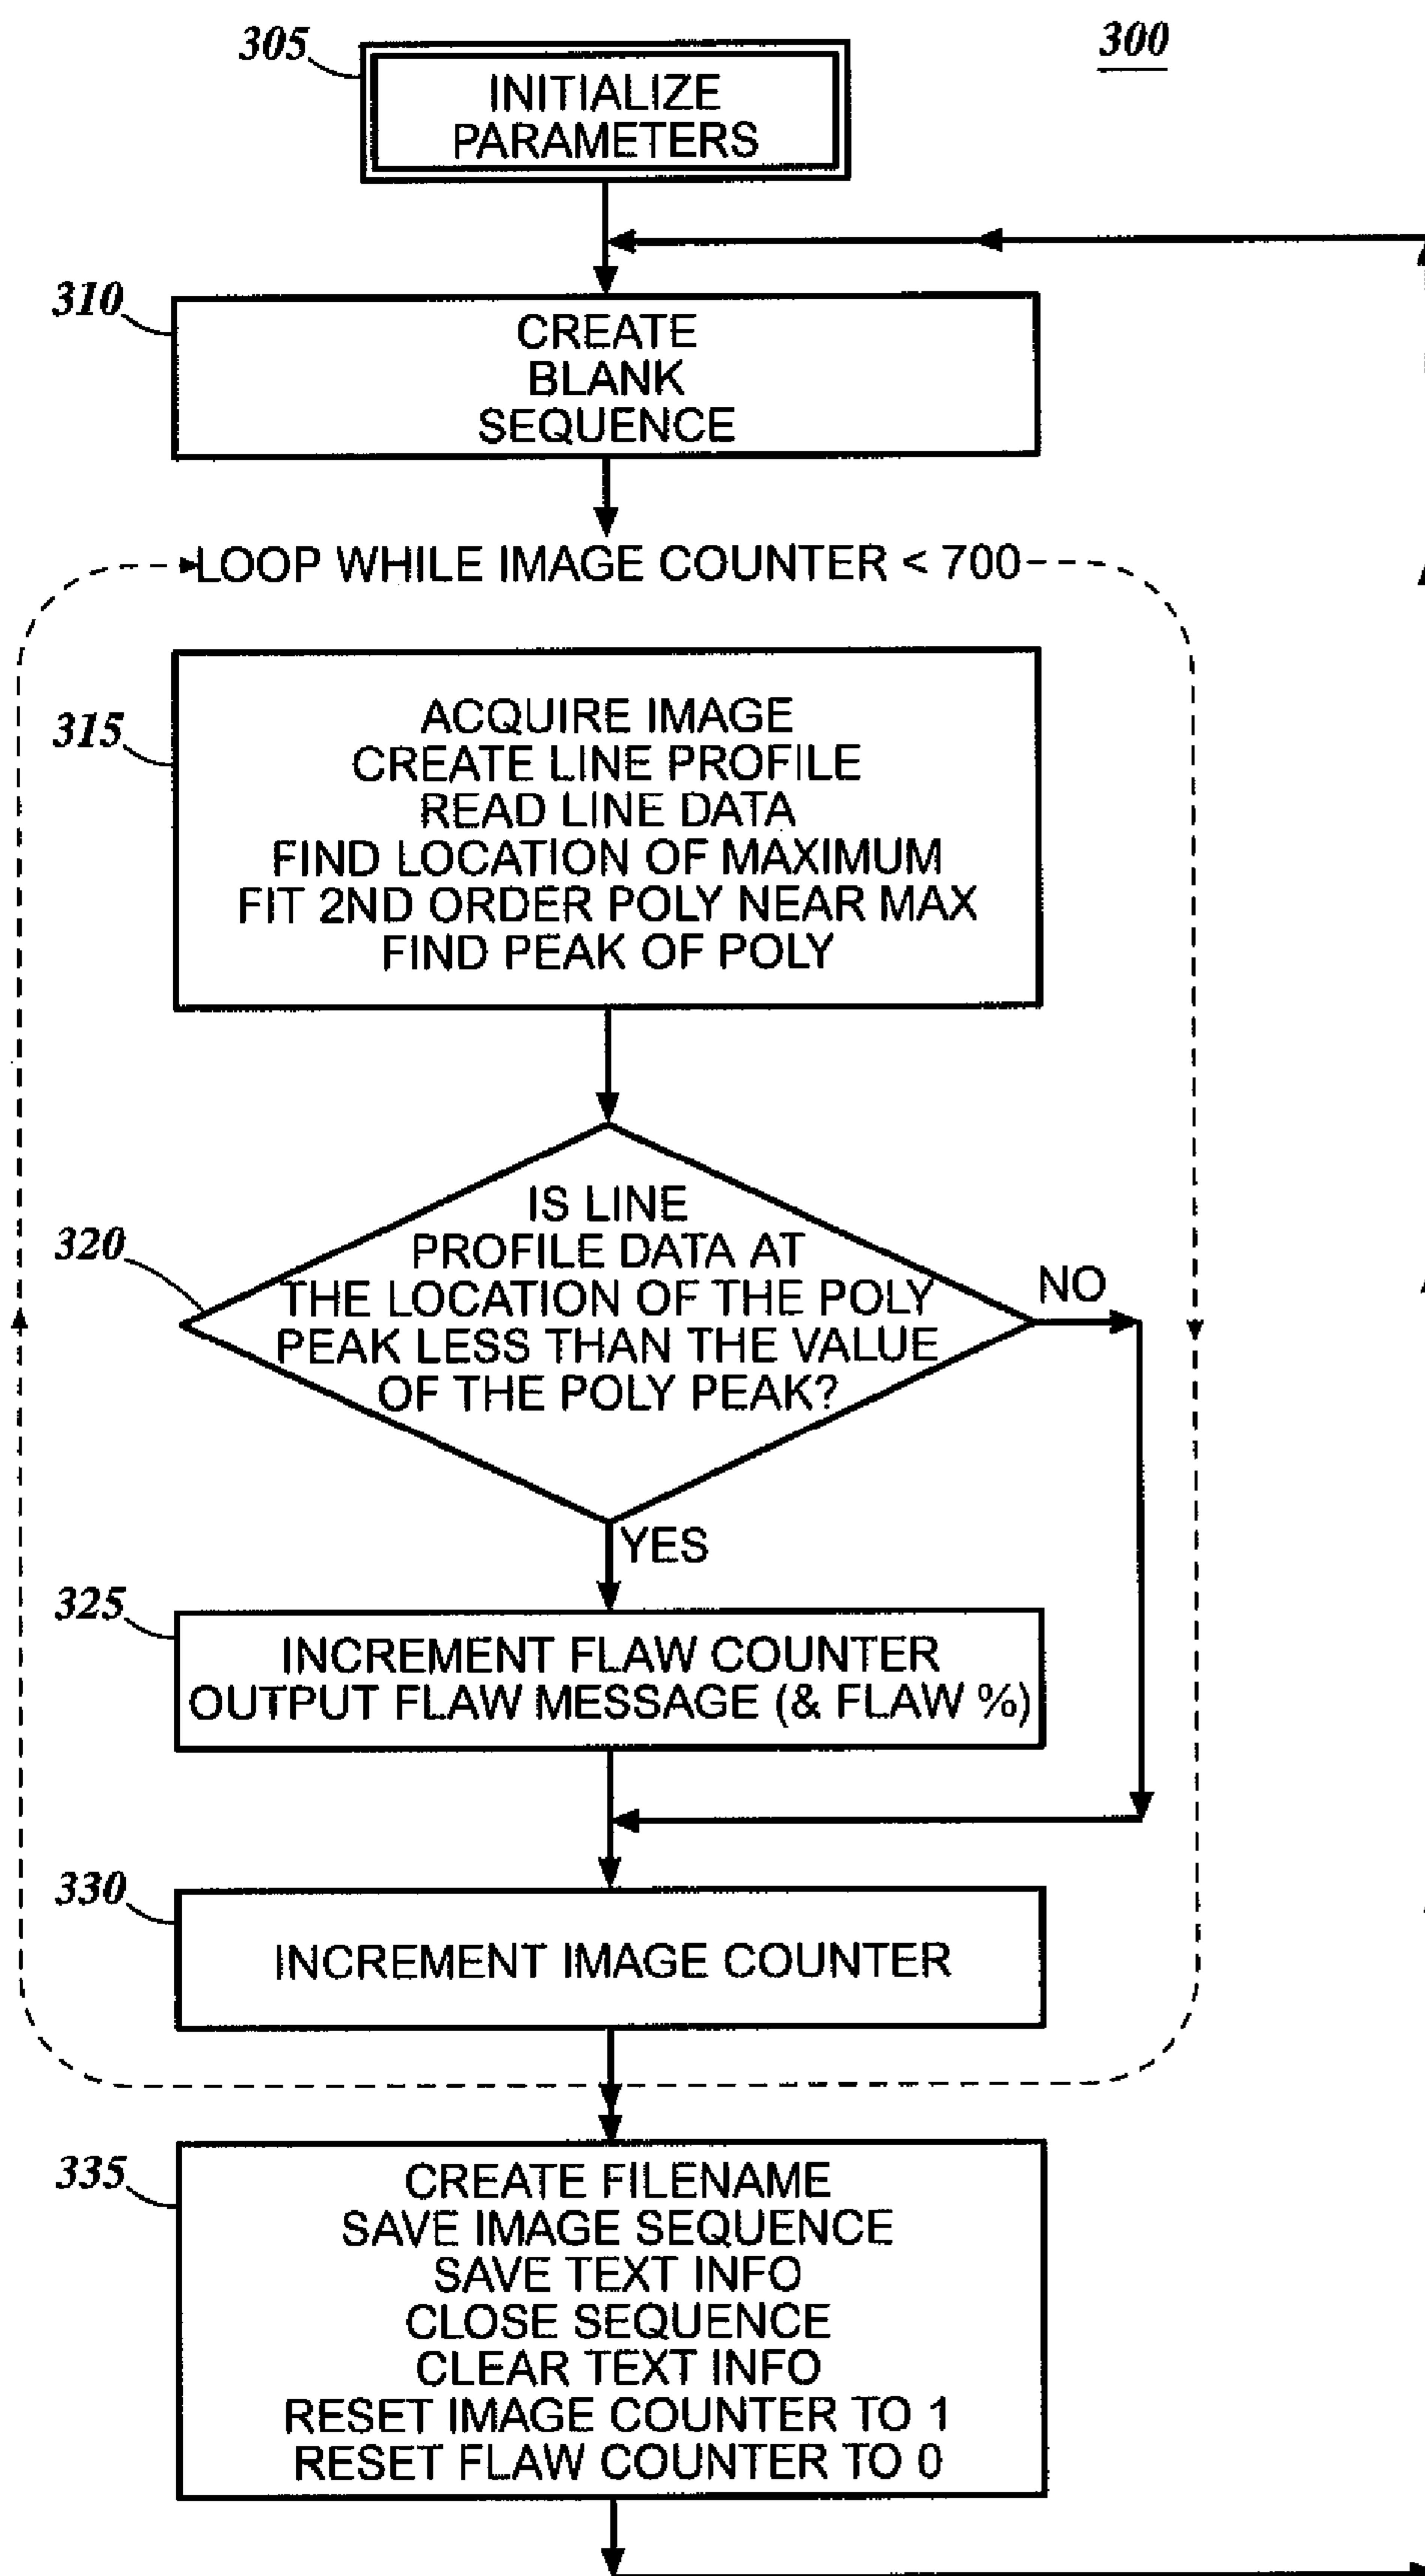 305
300
INITIALIZE
PARAMETERS
310
CREATE
BLANK
SEQUENCE
LOOP WHILE IMAGE COUNTER < 700
315
ACQUIRE IMAGE
CREATE LINE PROFILE
READ LINE DATA
FIND LOCATION OF MAXIMUM
FIT 2ND ORDER POLY NEAR MAX
FIND PEAK OF POLY
320
IS LINE
PROFILE DATA AT
THE LOCATION OF THE POLY
PEAK LESS THAN THE VALUE
OF THE POLY PEAK?
NO
YES
325
INCREMENT FLAW COUNTER
OUTPUT FLAW MESSAGE (& FLAW %)
330
INCREMENT IMAGE COUNTER
335
CREATE FILENAME
SAVE IMAGE SEQUENCE
SAVE TEXT INFO
CLOSE SEQUENCE
CLEAR TEXT INFO
RESET IMAGE COUNTER TO 1
RESET FLAW COUNTER TO 0